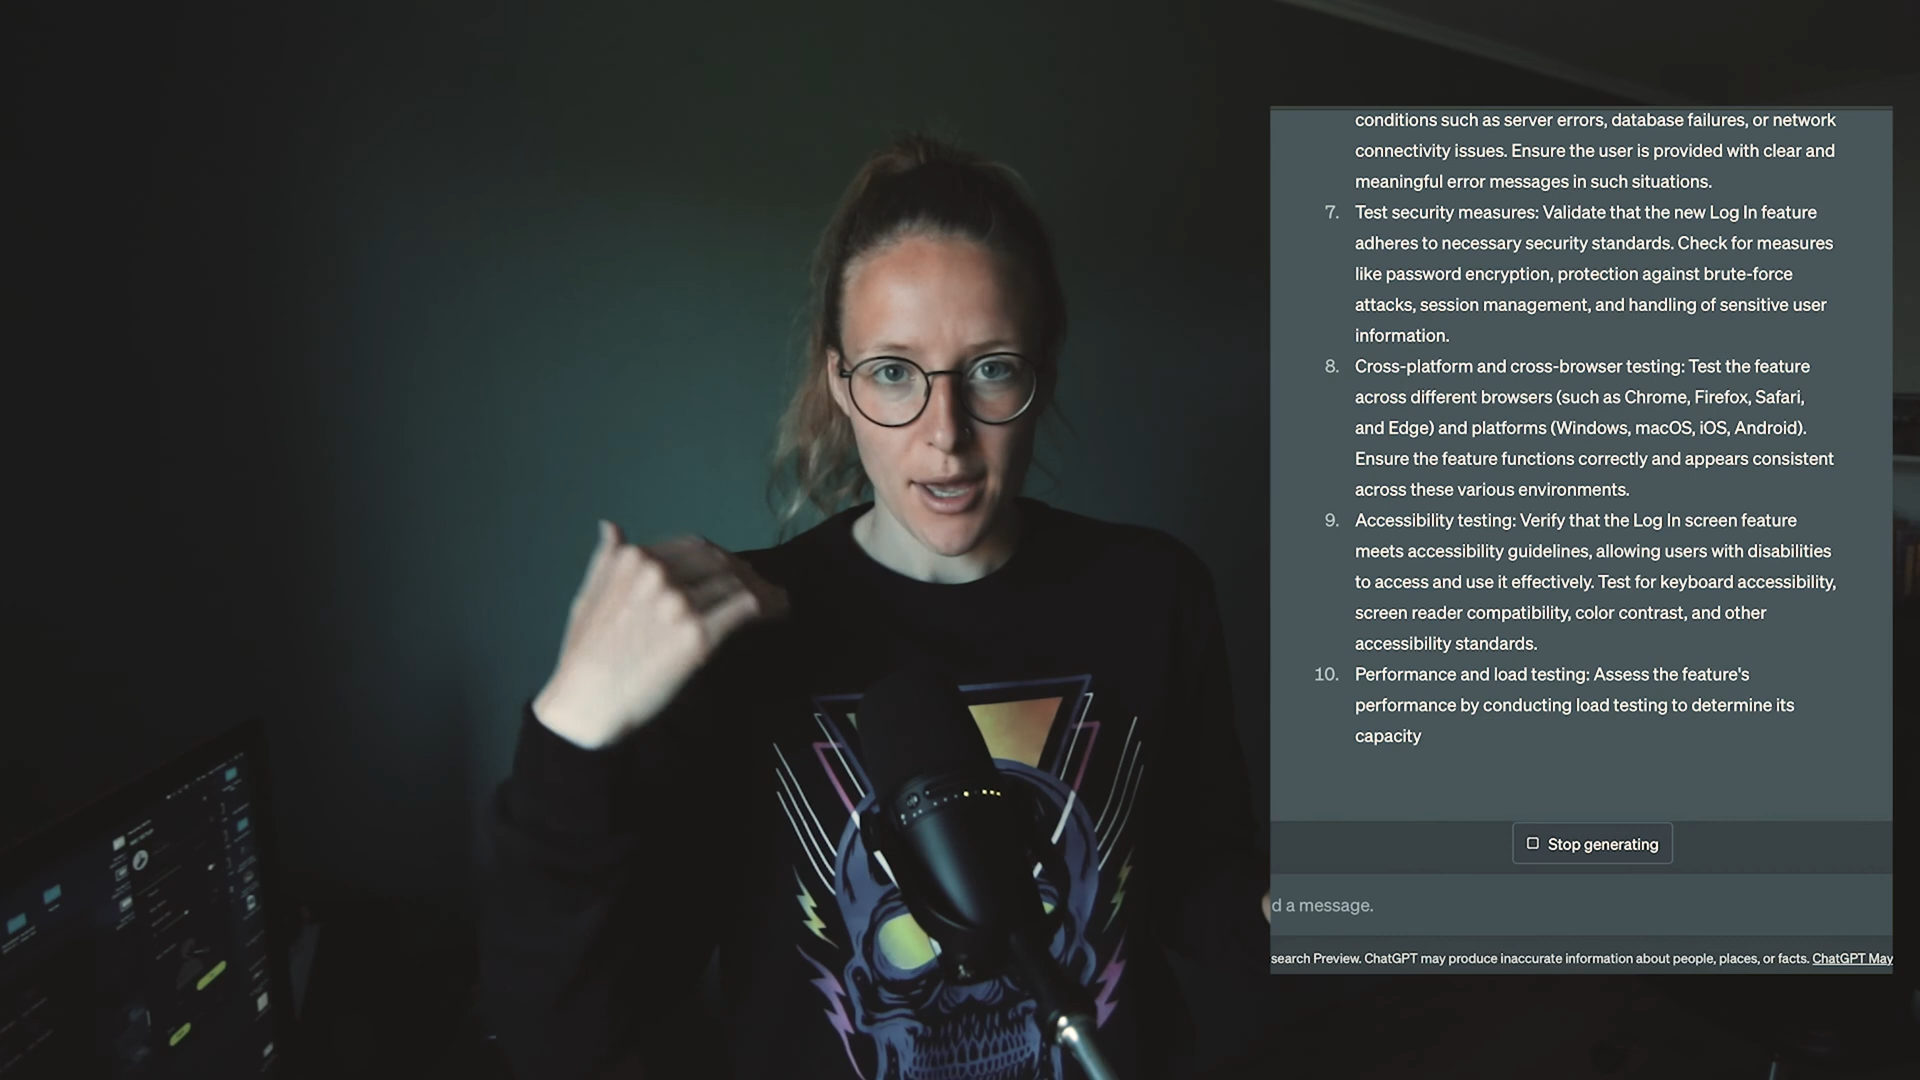 conditions such as server errors, database failures, or network
connectivity issues. Ensure the user is provided with clear and
meaningful error messages in such situations.
7. Test security measures: Validate that the new Log In feature
adheres to necessary security standards. Check for measures
like password encryption, protection against brute-force
attacks, session management, and handling of sensitive user
information.
8. Cross-platform and cross-browser testing: Test the feature
across different browsers (such as Chrome, Firefox, Safari,
and Edge) and platforms (Windows, macOS, iOS, Android).
Ensure the feature functions correctly and appears consistent
across these various environments.
9. Accessibility testing: Verify that the Log In screen feature
meets accessibility guidelines, allowing users with disabilities
to access and use it effectively. Test for keyboard accessibility,
screen reader compatibility, color contrast, and other
accessibility standards.
10. Performance and load testing: Assess the feature's
performance by conducting load testing to determine its
capacity
Stop generating
d a message.
search Preview. ChatGPT may produce inaccurate information about people, places, or facts. ChatGPT May